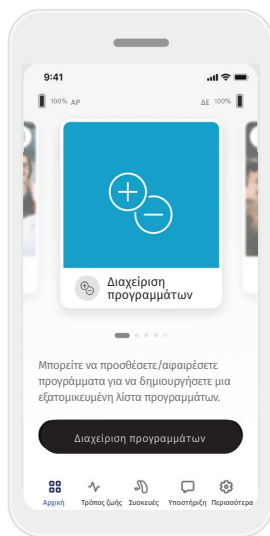 9:41
100% ΑΡ
ΔΕ 100%
Διαχείριση
προγραμμάτων
Μπορείτε να προσθέσετε/αφαιρέσετε
προγράμματα για να δημιουργήσετε μια
εξατομικευμένη λίστα προγραμμάτων.
Διαχείριση προγραμμάτων
Αρχική Τρόπος ζωής Συσκευές Υποστήριξη Περισσότερα